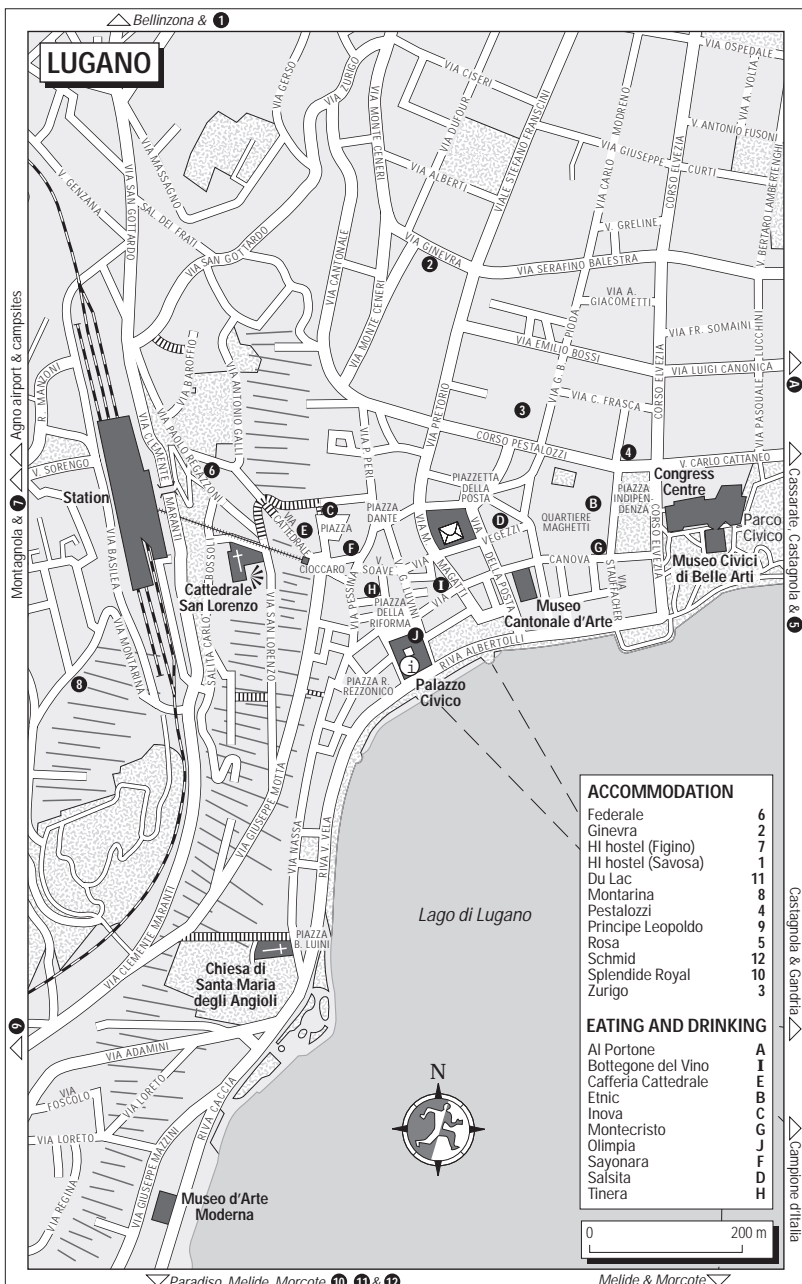 Bellinzona & 1
LUGANO
VIA OSPEDALE
VIA CISERI
VIA GERSO
VIA ZURIGO
VIA MONTE CENERI
VIA DUFOUR
VIALE STEFANO FRANSCINI
VIA CARLO MODRENO
CORSO ELVEZIA
VIA A. VOLTA
V. ANTONIO FUSONI
VIA GIUSEPPE CURTI
V. BERTARO LAMBERTENGHI
VIA MASSAGNO
V. GENZANA
VIA SAN GOTTARDO
SAL. DEI FRATI
VIA ALBERTI
V. GRELINE
VIA SAN GOTTARDO
VIA CANTONALE
VIA GINEVRA
2
VIA SERAFINO BALESTRA
VIA MONTE CENERI
VIA A. GIACOMETTI
VIA G. B. PIODA
VIA FR. SOMAINI
VIA EMILIO BOSSI
VIA LUIGI CANONICA
VIA PASQUALE LUCCHINI
CORSO ELVEZIA
Agno airport & campsites
Montagnola & 7
R. MANZONI
VIA BAROFFIO
VIA ANTONIO GALLI
VIA PRETORIO
VIA C. FRASCA
3
A
CORSO PESTALOZZI
4
V. CARLO CATTANEO
VIA CLEMENTE MARANTI
VIA PAOLO REGAZZONI
6
V. SORENGO
Station
VIA P. PERI
PIAZZETTA DELLA POSTA
PIAZZA INDIPEN-DENZA
Congress Centre
Parco Civico
C
PIAZZA DANTE
B
QUARTIERE MAGHETTI
D
VIA VEGEZZI
E
VIA CATTEDRALE
PIAZZA CIOCCARO
F
G
CANOVA
CORSO ELVEZIA
Museo Civici di Belle Arti
Cassarate, Castagnola & 5
VIA BASILEA
Cattedrale San Lorenzo
V. SOAVE
VIA PESSINA
H
V. G. LUVINI
VIA M. MAGATTI
I
VIA
VIA DELLA POSTA
VIA STAUFFACHER
Museo Cantonale d'Arte
PIAZZA DELLA RIFORMA
J
i
RIVA ALBERTOLLI
PIAZZA R. REZZONICO
Palazzo Civico
SALITA CARLO BOSSOLI
VIA SAN LORENZO
VIA MONTARINA
8
VIA GIUSEPPE MOTTA
VIA NASSA
RIVA V. VELA
Lago di Lugano
VIA CLEMENTE MARANTI
PIAZZA B. LUINI
Chiesa di Santa Maria degli Angioli
9
VIA ADAMINI
VIA FOSCOLO
VIA LORETO
VIA LORETO
VIA REGINA
VIA GIUSEPPE MAZZINI
RIVA CACCIA
Museo d'Arte Moderna
N
ACCOMMODATION
Federale 6
Ginevra 2
HI hostel (Figino) 7
HI hostel (Savosa) 1
Du Lac 11
Montarina 8
Pestalozzi 4
Principe Leopoldo 9
Rosa 5
Schmid 12
Splendide Royal 10
Zurigo 3
EATING AND DRINKING
Al Portone A
Bottegone del Vino I
Cafferia Cattedrale E
Etnic B
Inova C
Montecristo G
Olimpia J
Sayonara F
Salsita D
Tinera H
0 200 m
Castagnola & Gandria
Campione d'Italia
Paradiso, Melide, Morcote 10, 11 & 12
Melide & Morcote